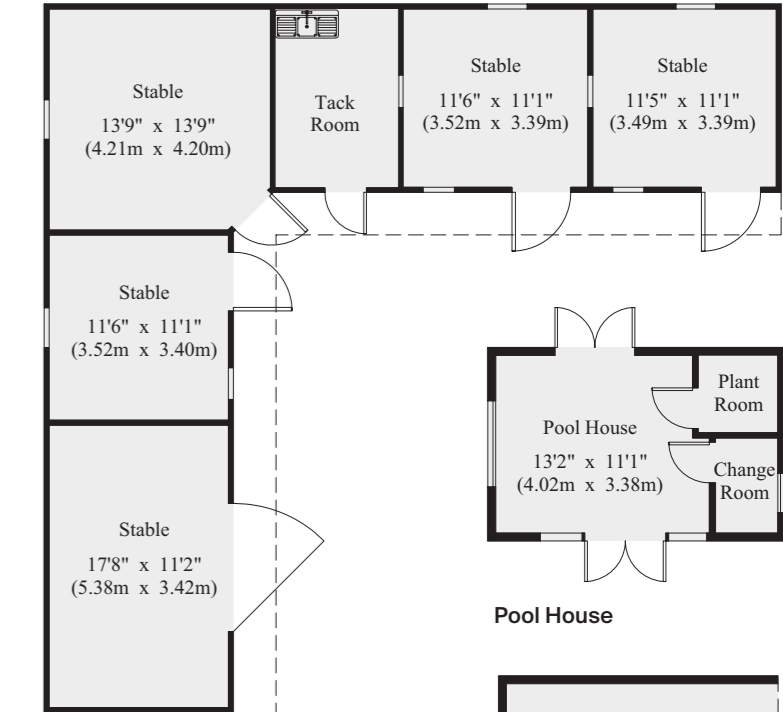 Stable
13'9" x 13'9"
(4.21m x 4.20m)
Tack
Room
Stable
11'6" x 11'1"
(3.52m x 3.39m)
Stable
11'5" x 11'1"
(3.49m x 3.39m)
Stable
11'6" x 11'1"
(3.52m x 3.40m)
Stable
17'8" x 11'2"
(5.38m x 3.42m)
Pool House
13'2" x 11'1"
(4.02m x 3.38m)
Plant
Room
Change
Room
Pool House